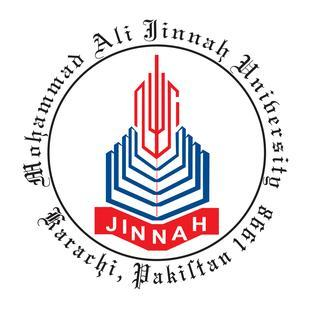 Mohammad Ali Jinnah University
JINNAH
Karachi, Pakistan 1998